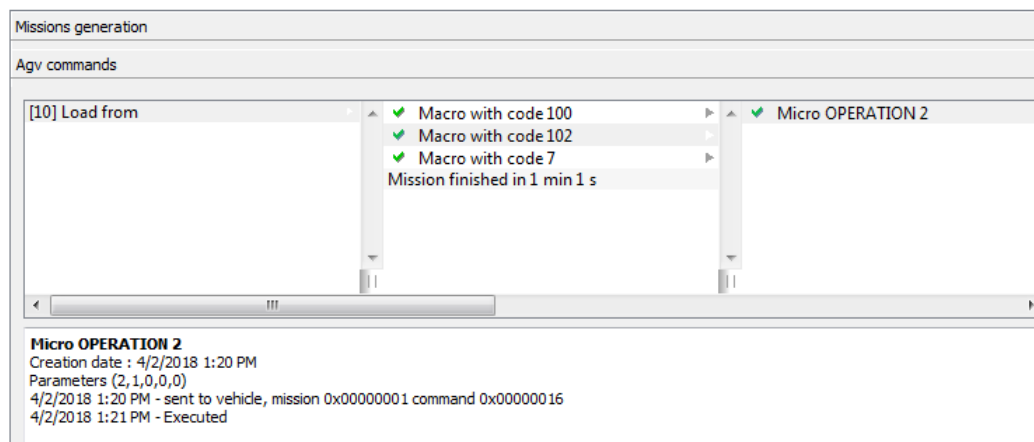 Missions generation
Agv commands
[10] Load from
Macro with code 100
Macro with code 102
Macro with code 7
Mission finished in 1 min 1 s
Micro OPERATION 2
Micro OPERATION 2
Creation date : 4/2/2018 1:20 PM
Parameters (2,1,0,0,0)
4/2/2018 1:20 PM - sent to vehicle, mission 0x00000001 command 0x00000016
4/2/2018 1:21 PM - Executed